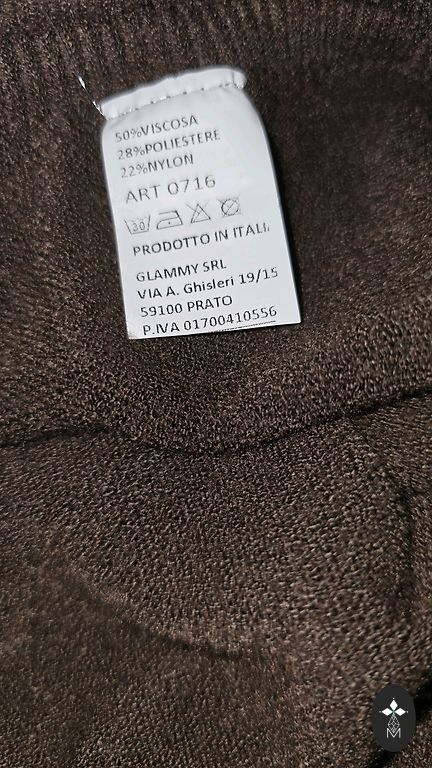 50%VISCOSA
28%POLIESTERE
22%NYLON
ART 0716
30
PRODOTTO IN ITALI
GLAMMY SRL
VIA A. Ghisleri 19/15
59100 PRATO
P.IVA 01700410556
M